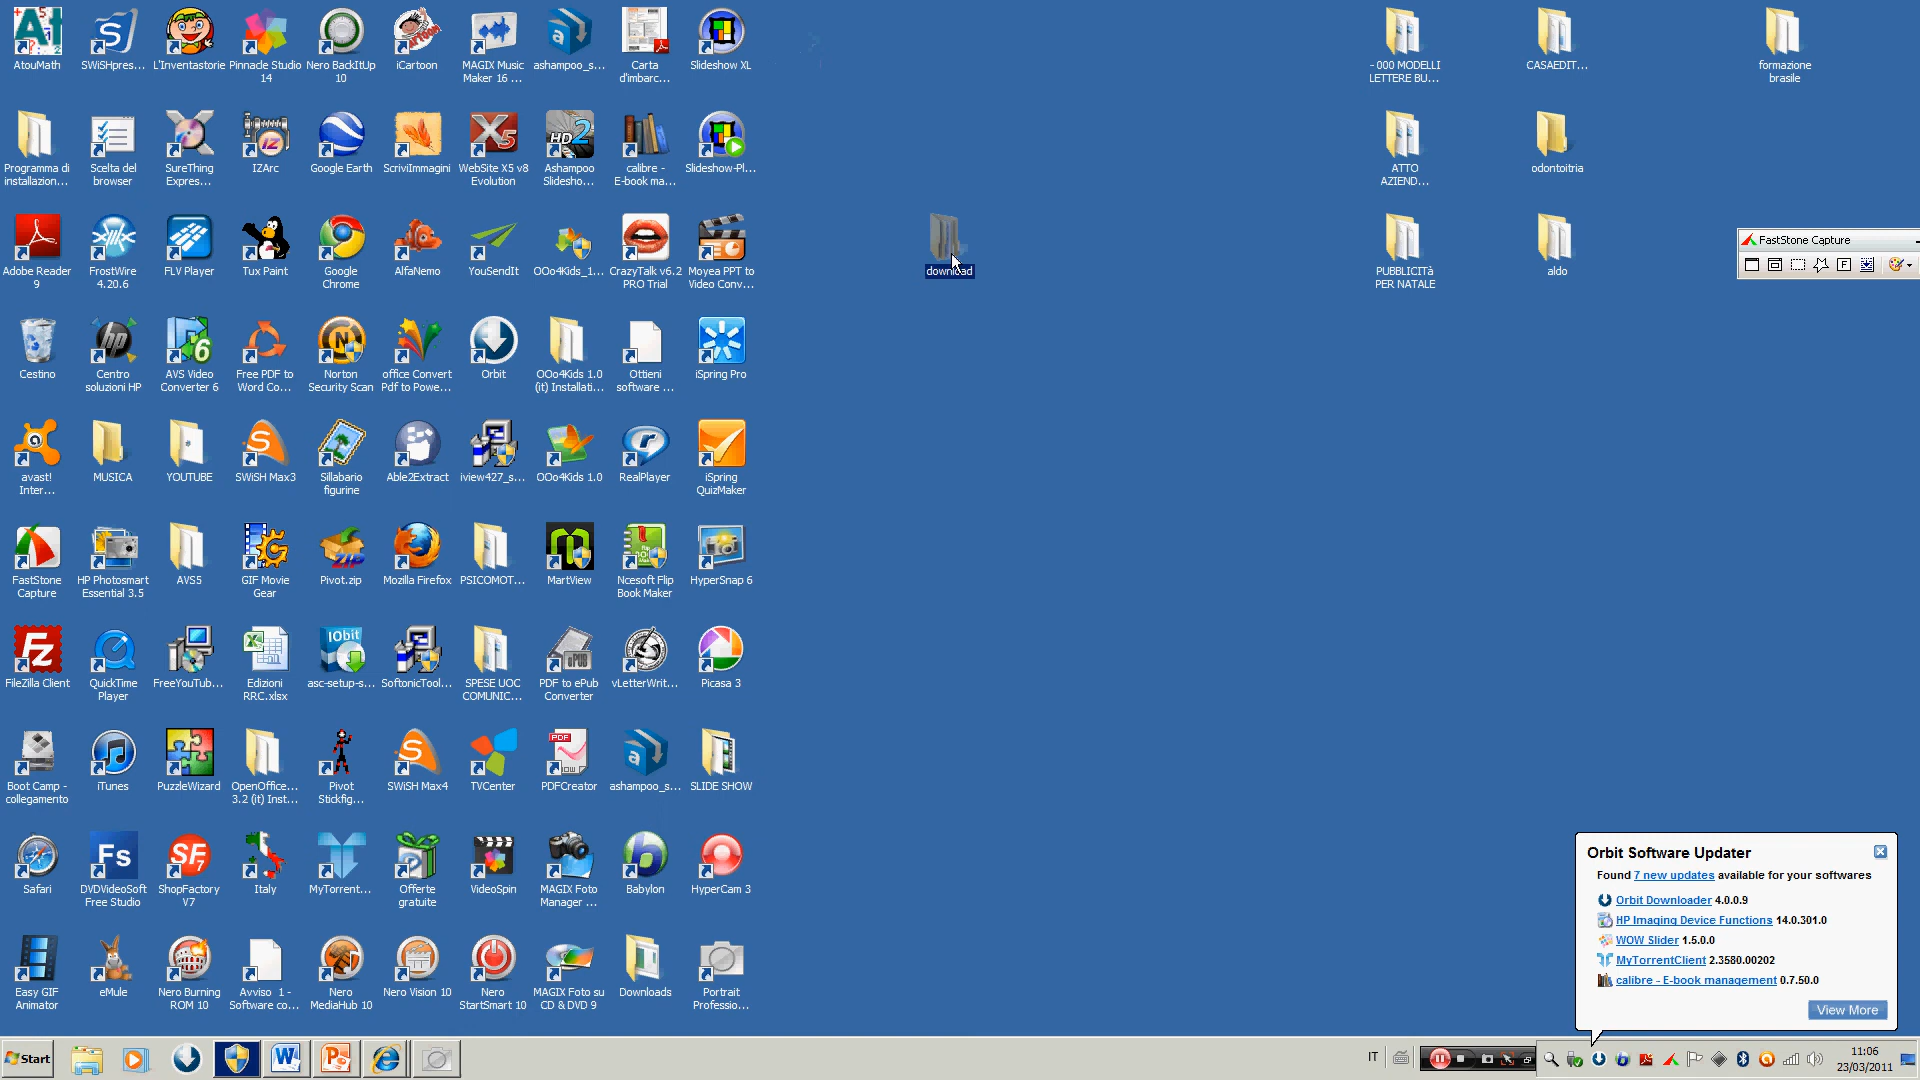 AtouMath
SWiSHpres...
L'Inventastorie
Pinnacle Studio
14
Nero BackItUp
10
iCartoon
MAGIX Music
Maker 16 ...
ashampoo_s...
Carta
d'imbarc...
Slideshow XL
- 000 MODELLI
LETTERE BU...
CASAEDIT...
formazione
brasile
Programma di
installazion...
Scelta del
browser
SureThing
Expres...
IZArc
Google Earth
ScriviImmagini
WebSite X5 v8
Evolution
Ashampoo
Slidesho...
calibre -
E-book ma...
Slideshow-Pl...
ATTO
AZIEND...
odontoitria
Adobe Reader
9
FrostWire
4.20.6
FLV Player
Tux Paint
Google
Chrome
AlfaNemo
YouSendIt
OOo4Kids_1...
CrazyTalk v6.2
PRO Trial
Moyea PPT to
Video Conv...
download
PUBBLICITà
PER NATALE
aldo
FastStone Capture
Cestino
Centro
soluzioni HP
AVS Video
Converter 6
Free PDF to
Word Co...
Norton
Security Scan
office Convert
Pdf to Powe...
Orbit
OOo4Kids 1.0
(it) Installati...
Ottieni
software ...
iSpring Pro
avast!
Inter...
MUSICA
YOUTUBE
SWiSH Max3
Sillabario
figurine
Able2Extract
iview427_s...
OOo4Kids 1.0
RealPlayer
iSpring
QuizMaker
FastStone
Capture
HP Photosmart
Essential 3.5
AVS5
GIF Movie
Gear
Pivot.zip
Mozilla Firefox
PSICOMOT...
MartView
Ncesoft Flip
Book Maker
HyperSnap 6
FileZilla Client
QuickTime
Player
FreeYouTub...
Edizioni
RRC.xlsx
asc-setup-s...
SoftonicTool...
SPESE UOC
COMUNIC...
PDF to ePub
Converter
vLetterWrit...
Picasa 3
Boot Camp -
collegamento
iTunes
PuzzleWizard
OpenOffice...
3.2 (it) Inst...
Pivot
Stickfig...
SWiSH Max4
TVCenter
PDFCreator
ashampoo_s...
SLIDE SHOW
Safari
DVDVideoSoft
Free Studio
ShopFactory
V7
Italy
MyTorrent...
Offerte
gratuite
VideoSpin
MAGIX Foto
Manager ...
Babylon
HyperCam 3
Easy GIF
Animator
eMule
Nero Burning
ROM 10
Avviso 1 -
Software co...
Nero
MediaHub 10
Nero Vision 10
Nero
StartSmart 10
MAGIX Foto su
CD & DVD 9
Downloads
Portrait
Professio...
Orbit Software Updater
Found 7 new updates available for your softwares
Orbit Downloader 4.0.0.9
HP Imaging Device Functions 14.0.301.0
WOW Slider 1.5.0.0
MyTorrentClient 2.3580.00202
calibre - E-book management 0.7.50.0
View More
Start
IT
11:06
23/03/2011